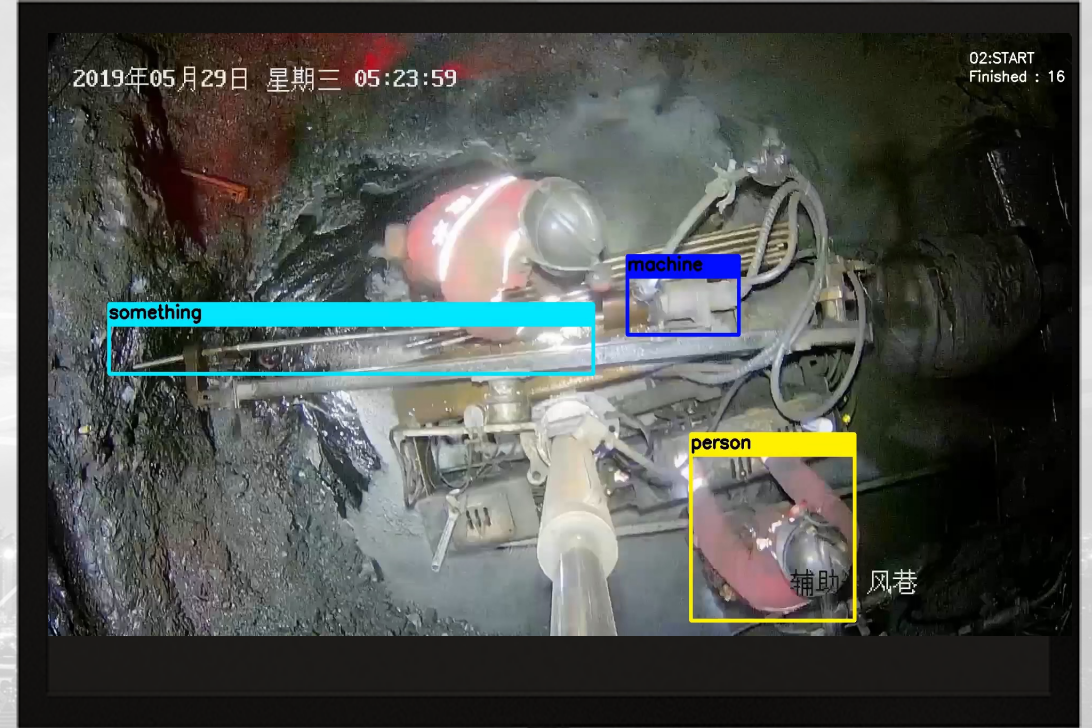 2019年05月29日 星期三 05:23:59
02:START
Finished : 16
machine
something
person
辅助 风巷